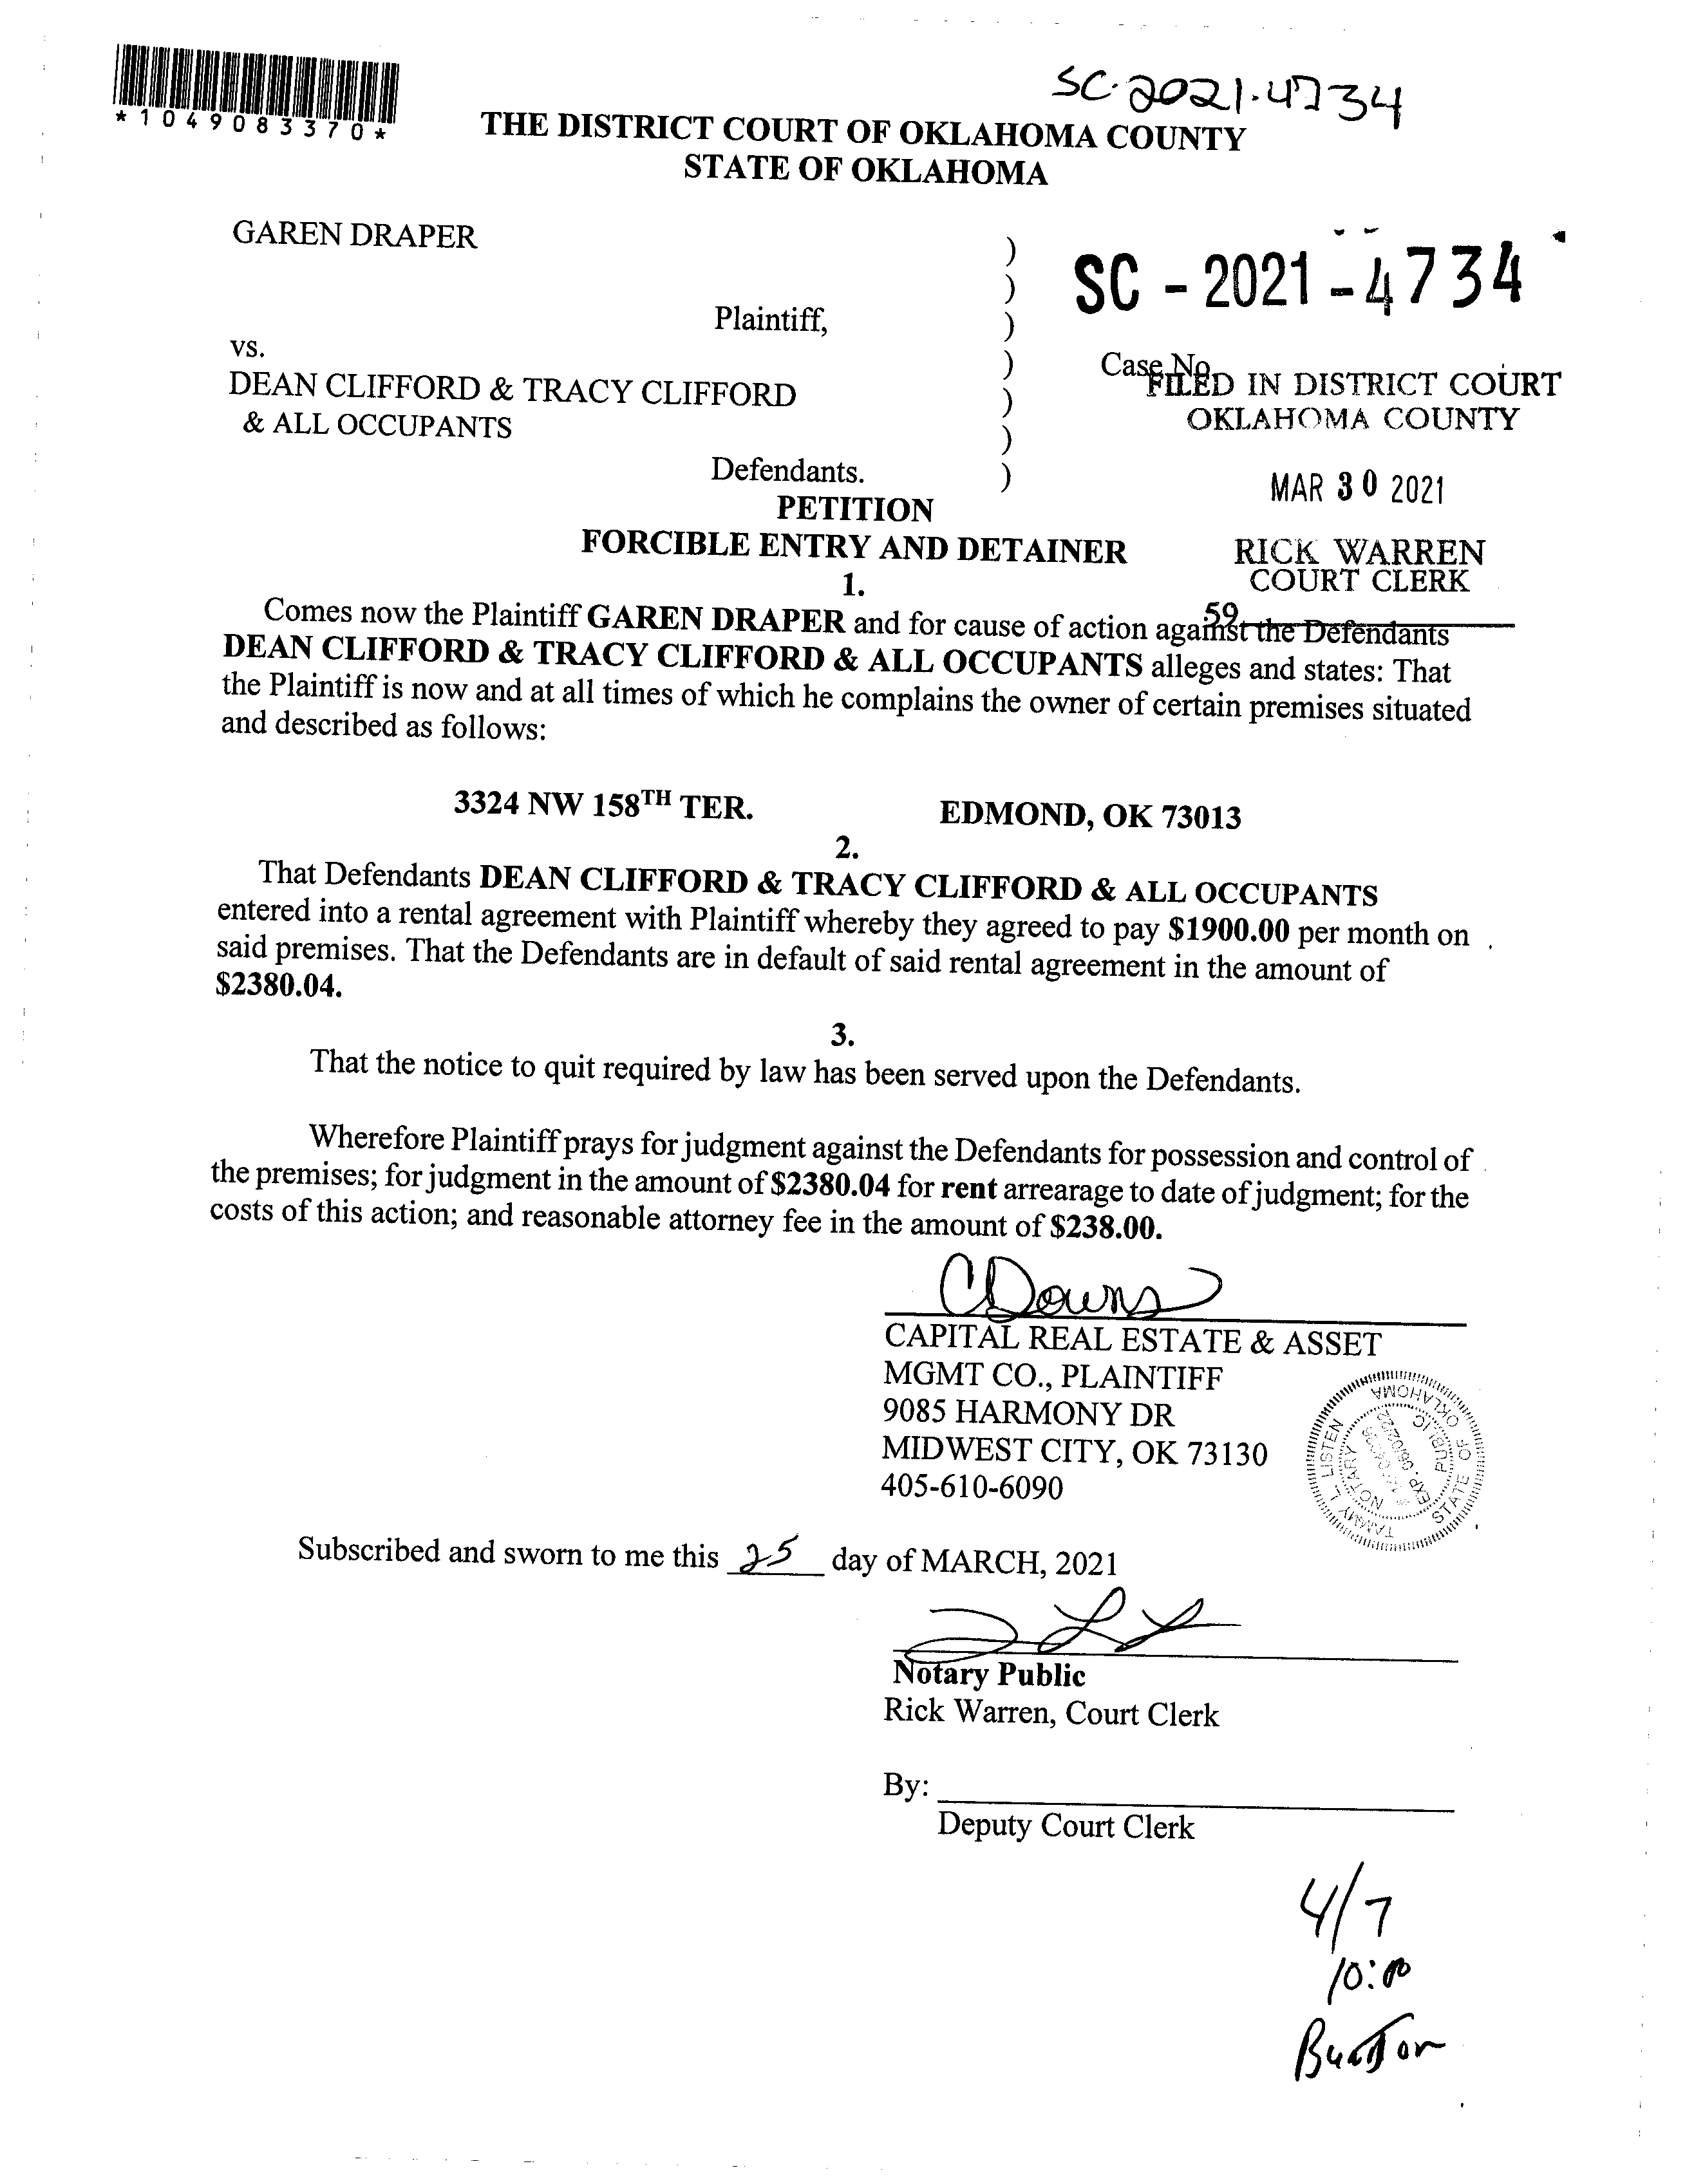 SC-2021-4734
*1049083370*
THE DISTRICT COURT OF OKLAHOMA COUNTY
STATE OF OKLAHOMA
GAREN DRAPER
)
)
Plaintiff, )
vs. )
DEAN CLIFFORD & TRACY CLIFFORD )
& ALL OCCUPANTS )
Defendants. )
SC - 2021 - 4734
Case No.
FILED IN DISTRICT COURT
OKLAHOMA COUNTY
MAR 30 2021
RICK WARREN
COURT CLERK
59
PETITION
FORCIBLE ENTRY AND DETAINER
1.
Comes now the Plaintiff GAREN DRAPER and for cause of action against the Defendants
DEAN CLIFFORD & TRACY CLIFFORD & ALL OCCUPANTS alleges and states: That
the Plaintiff is now and at all times of which he complains the owner of certain premises situated
and described as follows:
3324 NW 158TH TER. EDMOND, OK 73013
2.
That Defendants DEAN CLIFFORD & TRACY CLIFFORD & ALL OCCUPANTS
entered into a rental agreement with Plaintiff whereby they agreed to pay $1900.00 per month on
said premises. That the Defendants are in default of said rental agreement in the amount of
$2380.04.
3.
That the notice to quit required by law has been served upon the Defendants.
Wherefore Plaintiff prays for judgment against the Defendants for possession and control of
the premises; for judgment in the amount of $2380.04 for rent arrearage to date of judgment; for the
costs of this action; and reasonable attorney fee in the amount of $238.00.
CDowns
CAPITAL REAL ESTATE & ASSET
MGMT CO., PLAINTIFF
9085 HARMONY DR
MIDWEST CITY, OK 73130
405-610-6090
TAMMY L. LISTEN
NOTARY PUBLIC
STATE OF OKLAHOMA
Subscribed and sworn to me this 25 day of MARCH, 2021
Notary Public
Rick Warren, Court Clerk
By:
Deputy Court Clerk
4/7
10:00
Burton